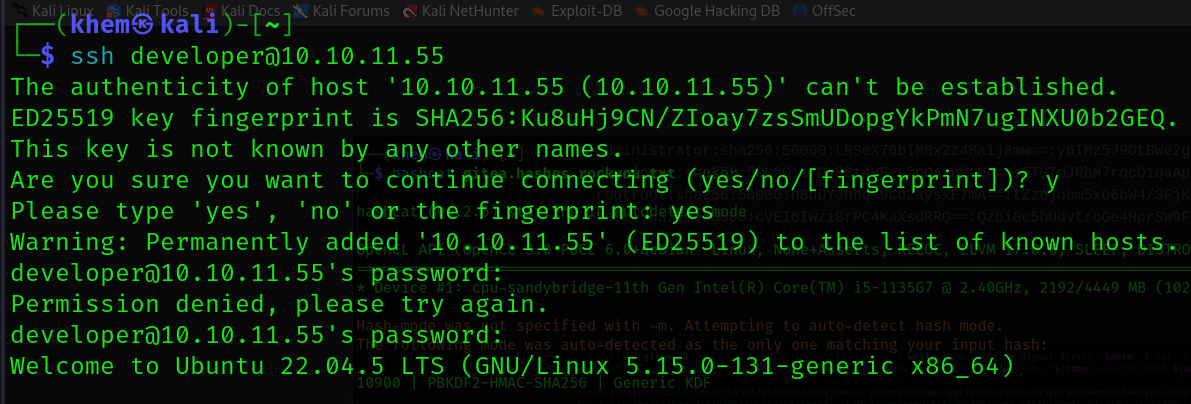 Kali Linux Kali Tools Kali Docs Kali Forums Kali NetHunter Exploit-DB Google Hacking DB OffSec
┌──(khem㉿kali)-[~]
└─$ ssh developer@10.10.11.55
The authenticity of host '10.10.11.55 (10.10.11.55)' can't be established.
ED25519 key fingerprint is SHA256:Ku8uHj9CN/ZIoay7zsSmUDopgYkPmN7ugINXU0b2GEQ.
This key is not known by any other names.
Are you sure you want to continue connecting (yes/no/[fingerprint])? y
Please type 'yes', 'no' or the fingerprint: yes
Warning: Permanently added '10.10.11.55' (ED25519) to the list of known hosts.
developer@10.10.11.55's password:
* Device #1: cpu-sandybridge-11th Gen Intel(R) Core(TM) i5-1135G7 @ 2.40GHz, 2192/4449 MB (102
Permission denied, please try again.
Hash-mode was not specified with -m. Attempting to auto-detect hash mode.
developer@10.10.11.55's password:
The following mode was auto-detected as the only one matching your input hash:
Welcome to Ubuntu 22.04.5 LTS (GNU/Linux 5.15.0-131-generic x86_64)
10900 | PBKDF2-HMAC-SHA256 | Generic KDF